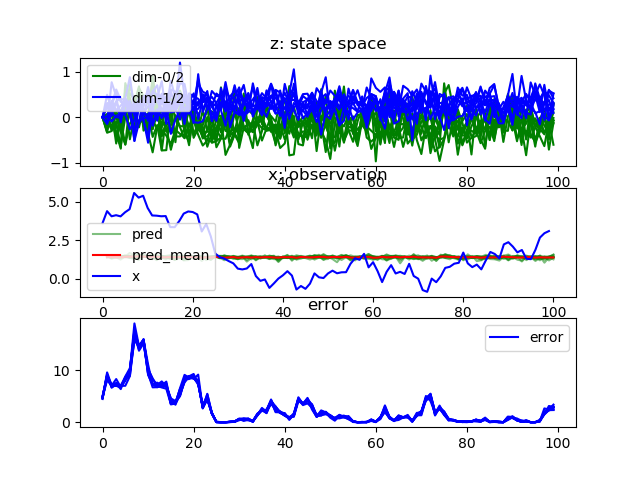 z: state space
1
0
−1
dim-0/2
dim-1/2
0 20 40 60 80 100
x: observation
5.0
2.5
0.0
pred
pred_mean
x
0 20 40 60 80 100
error
10
0
error
0 20 40 60 80 100